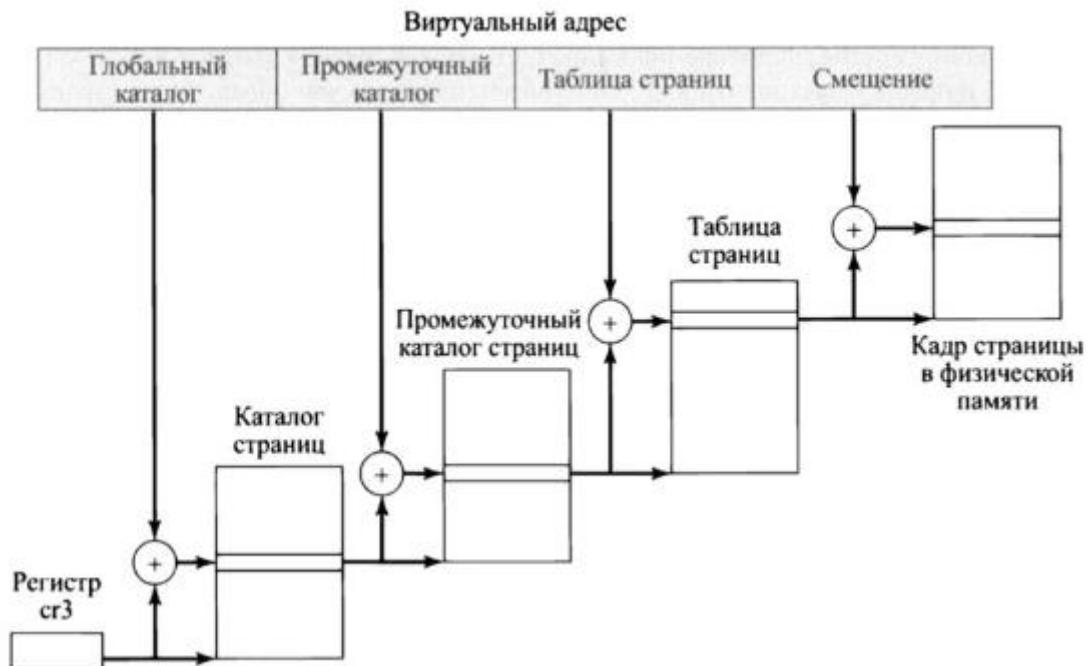 Виртуальный адрес
Глобальный
каталог
Промежуточный
каталог
Таблица страниц
Смещение
+
Таблица
страниц
+
Промежуточный
каталог страниц
Кадр страницы
в физической
памяти
Каталог
страниц
+
+
Регистр
cr3